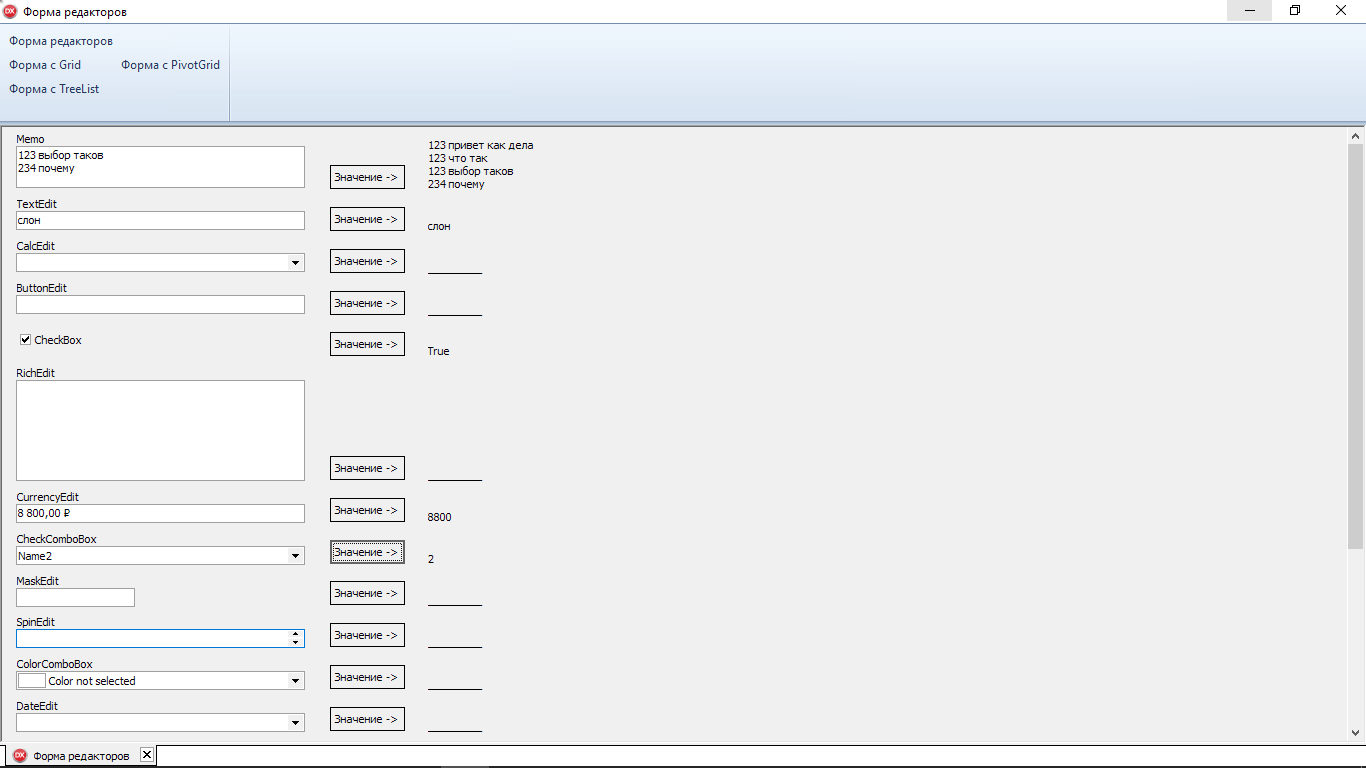 DX Форма редакторов
Форма редакторов
Форма с Grid Форма с PivotGrid
Форма с TreeList
Memo
123 выбор таков
234 почему
Значение ->
123 привет как дела
123 что так
123 выбор таков
234 почему
TextEdit
слон
Значение ->
слон
CalcEdit
Значение ->
ButtonEdit
Значение ->
CheckBox
Значение ->
True
RichEdit
Значение ->
CurrencyEdit
8 800,00 ₽
Значение ->
8800
CheckComboBox
Name2
Значение ->
2
MaskEdit
Значение ->
SpinEdit
Значение ->
ColorComboBox
Color not selected
Значение ->
DateEdit
Значение ->
DX Форма редакторов